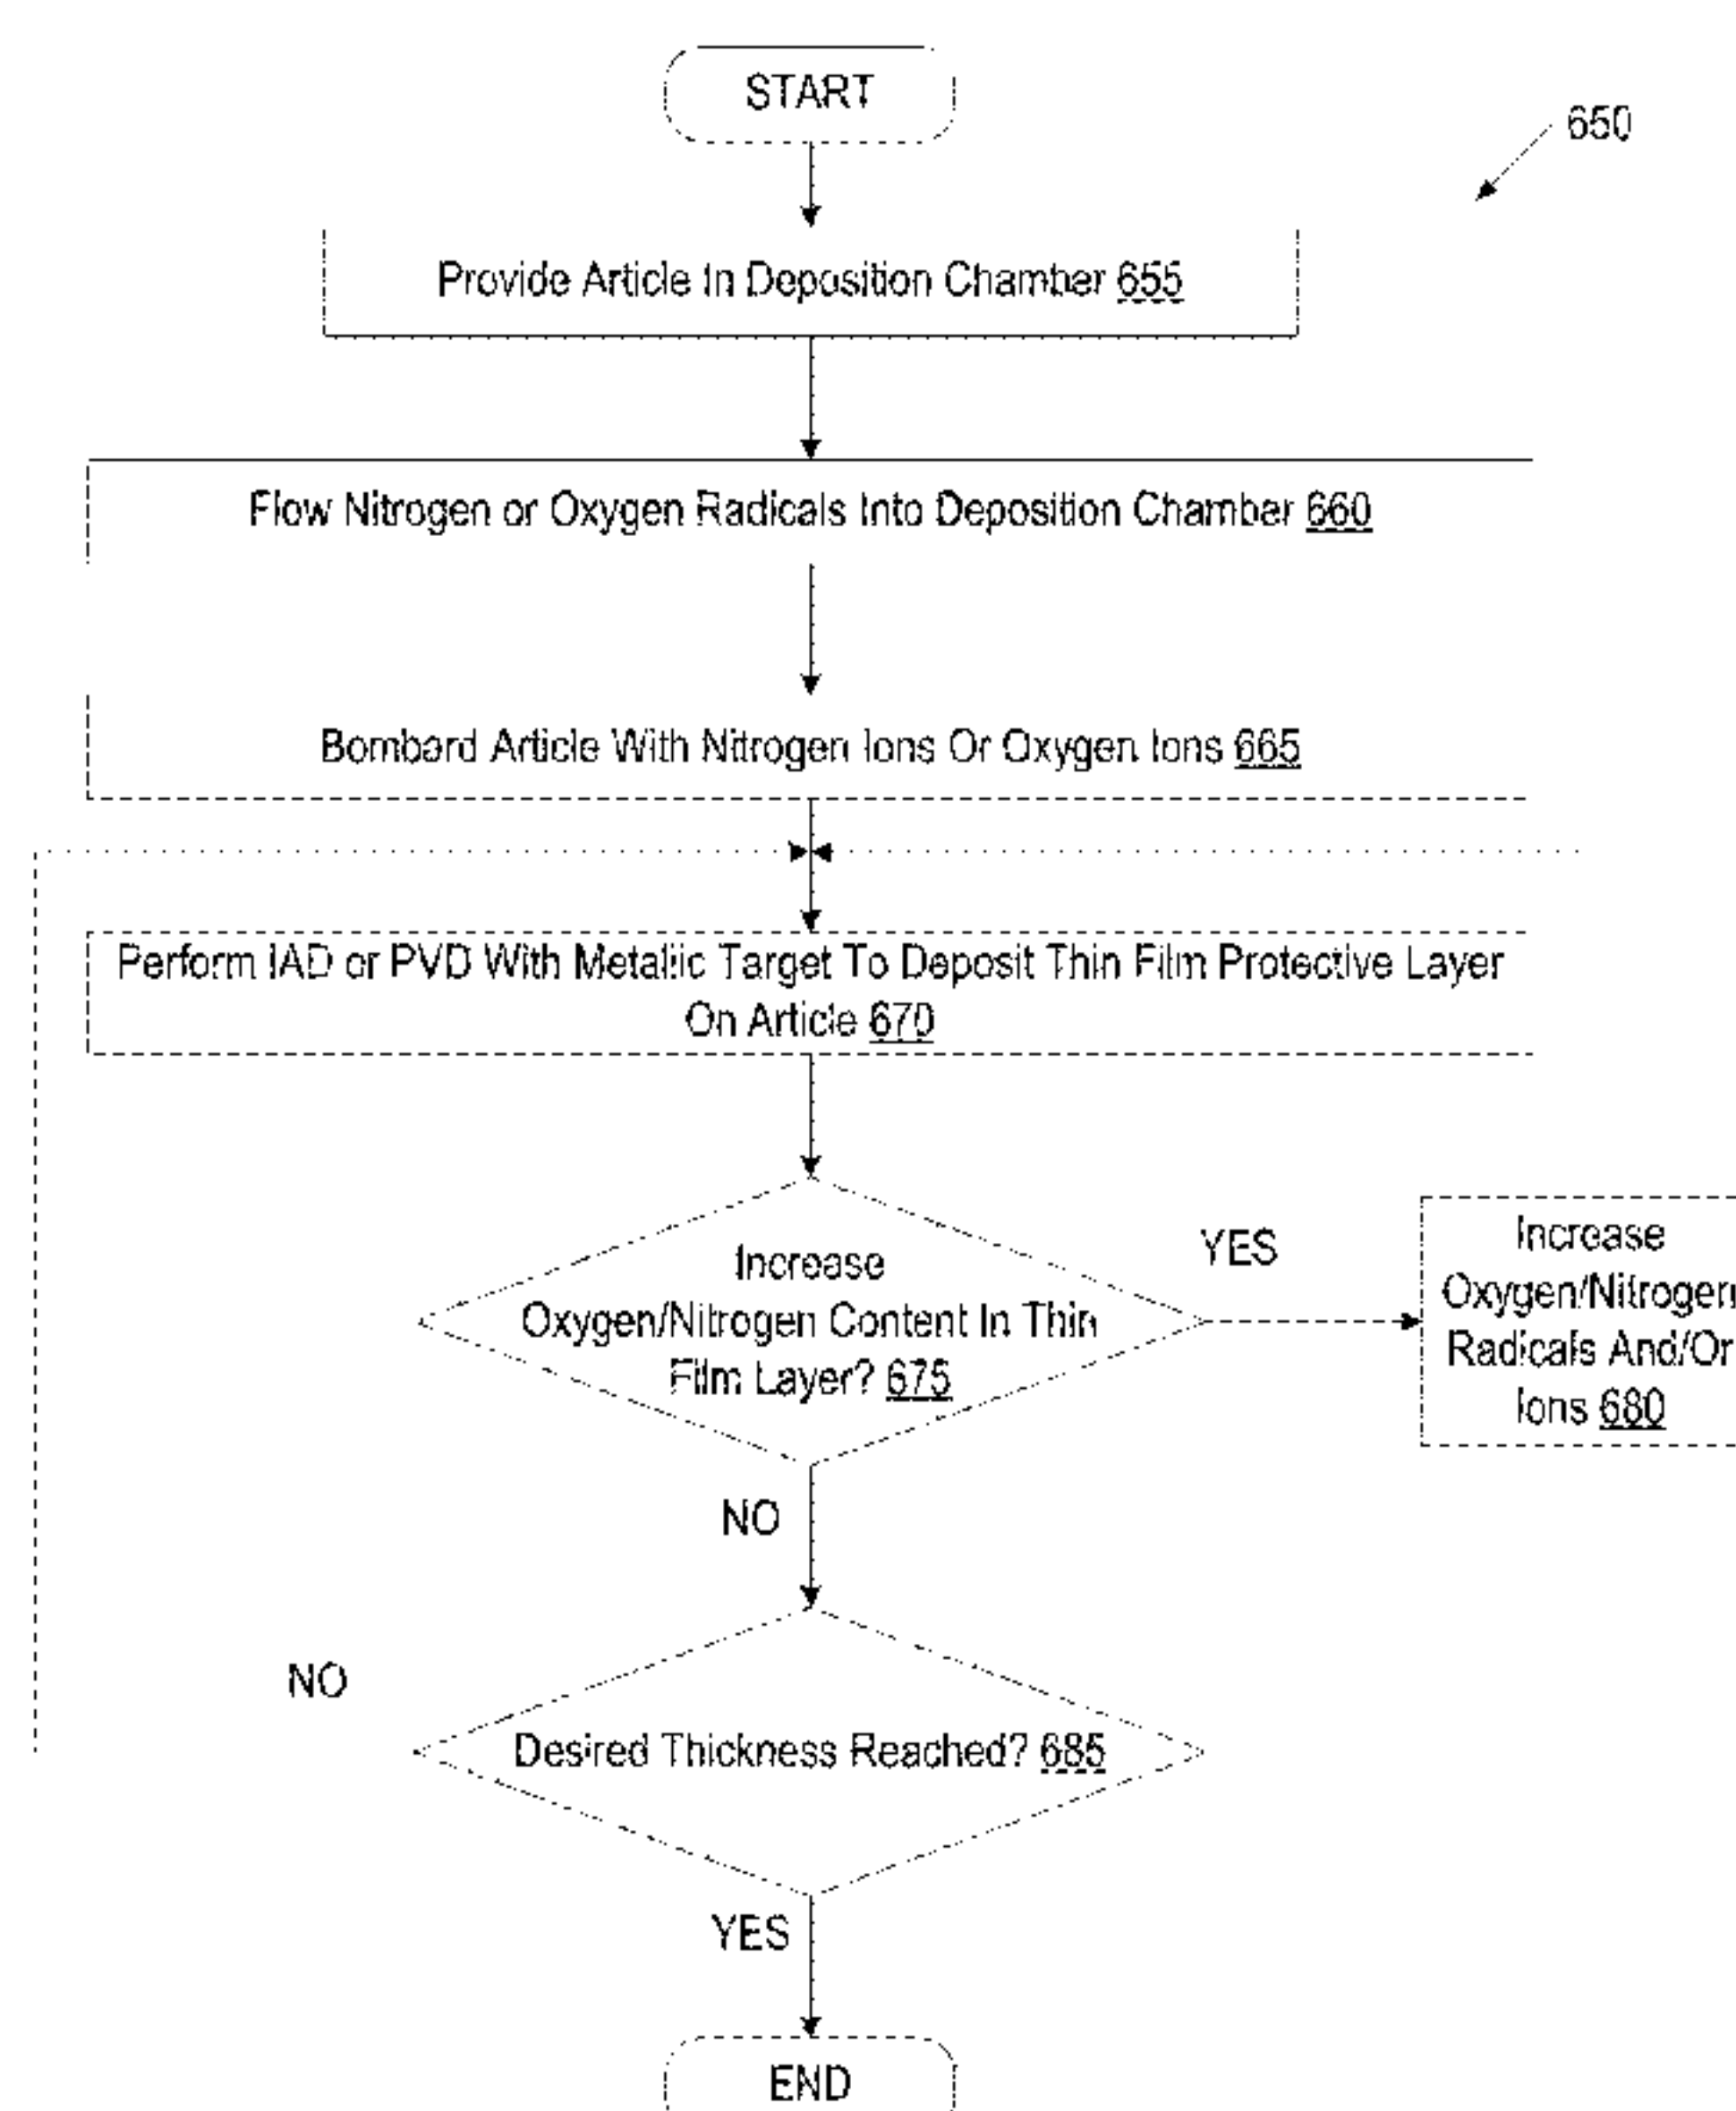 START
650
Provide Article In Deposition Chamber 655
Flow Nitrogen or Oxygen Radicals Into Deposition Chamber 660
Bombard Article With Nitrogen Ions Or Oxygen Ions 665
Perform IAD or PVD With Metallic Target To Deposit Thin Film Protective Layer
On Article 670
Increase
Oxygen/Nitrogen Content In Thin
Film Layer? 675
YES
Increase
Oxygen/Nitrogen
Radicals And/Or
Ions 680
NO
NO
Desired Thickness Reached? 685
YES
END